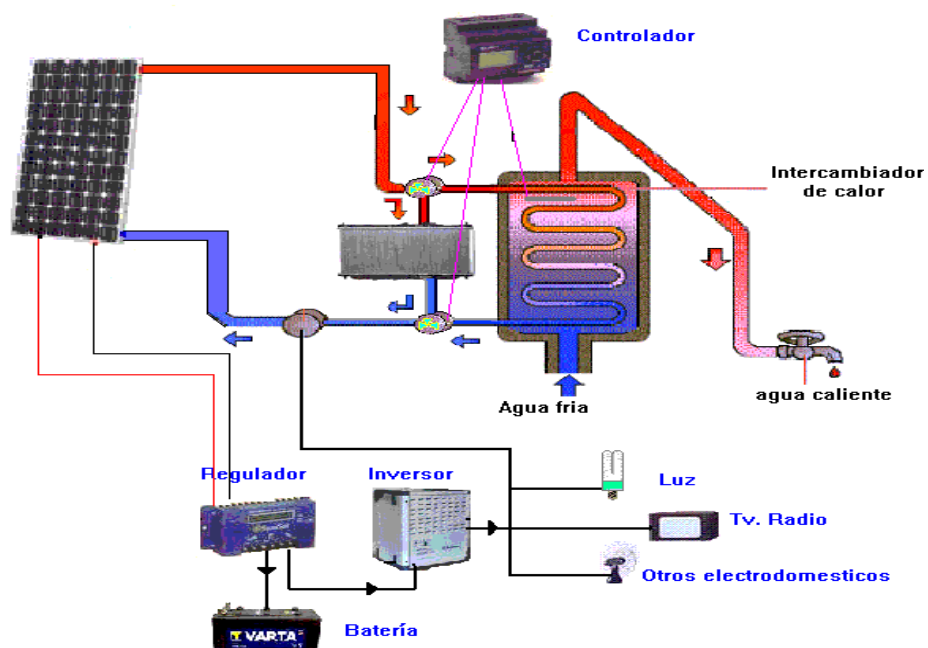 Controlador
Intercambiador
de calor
Agua fria
agua caliente
Regulador
Inversor
Luz
Tv. Radio
Otros electrodomesticos
Batería
VARTA